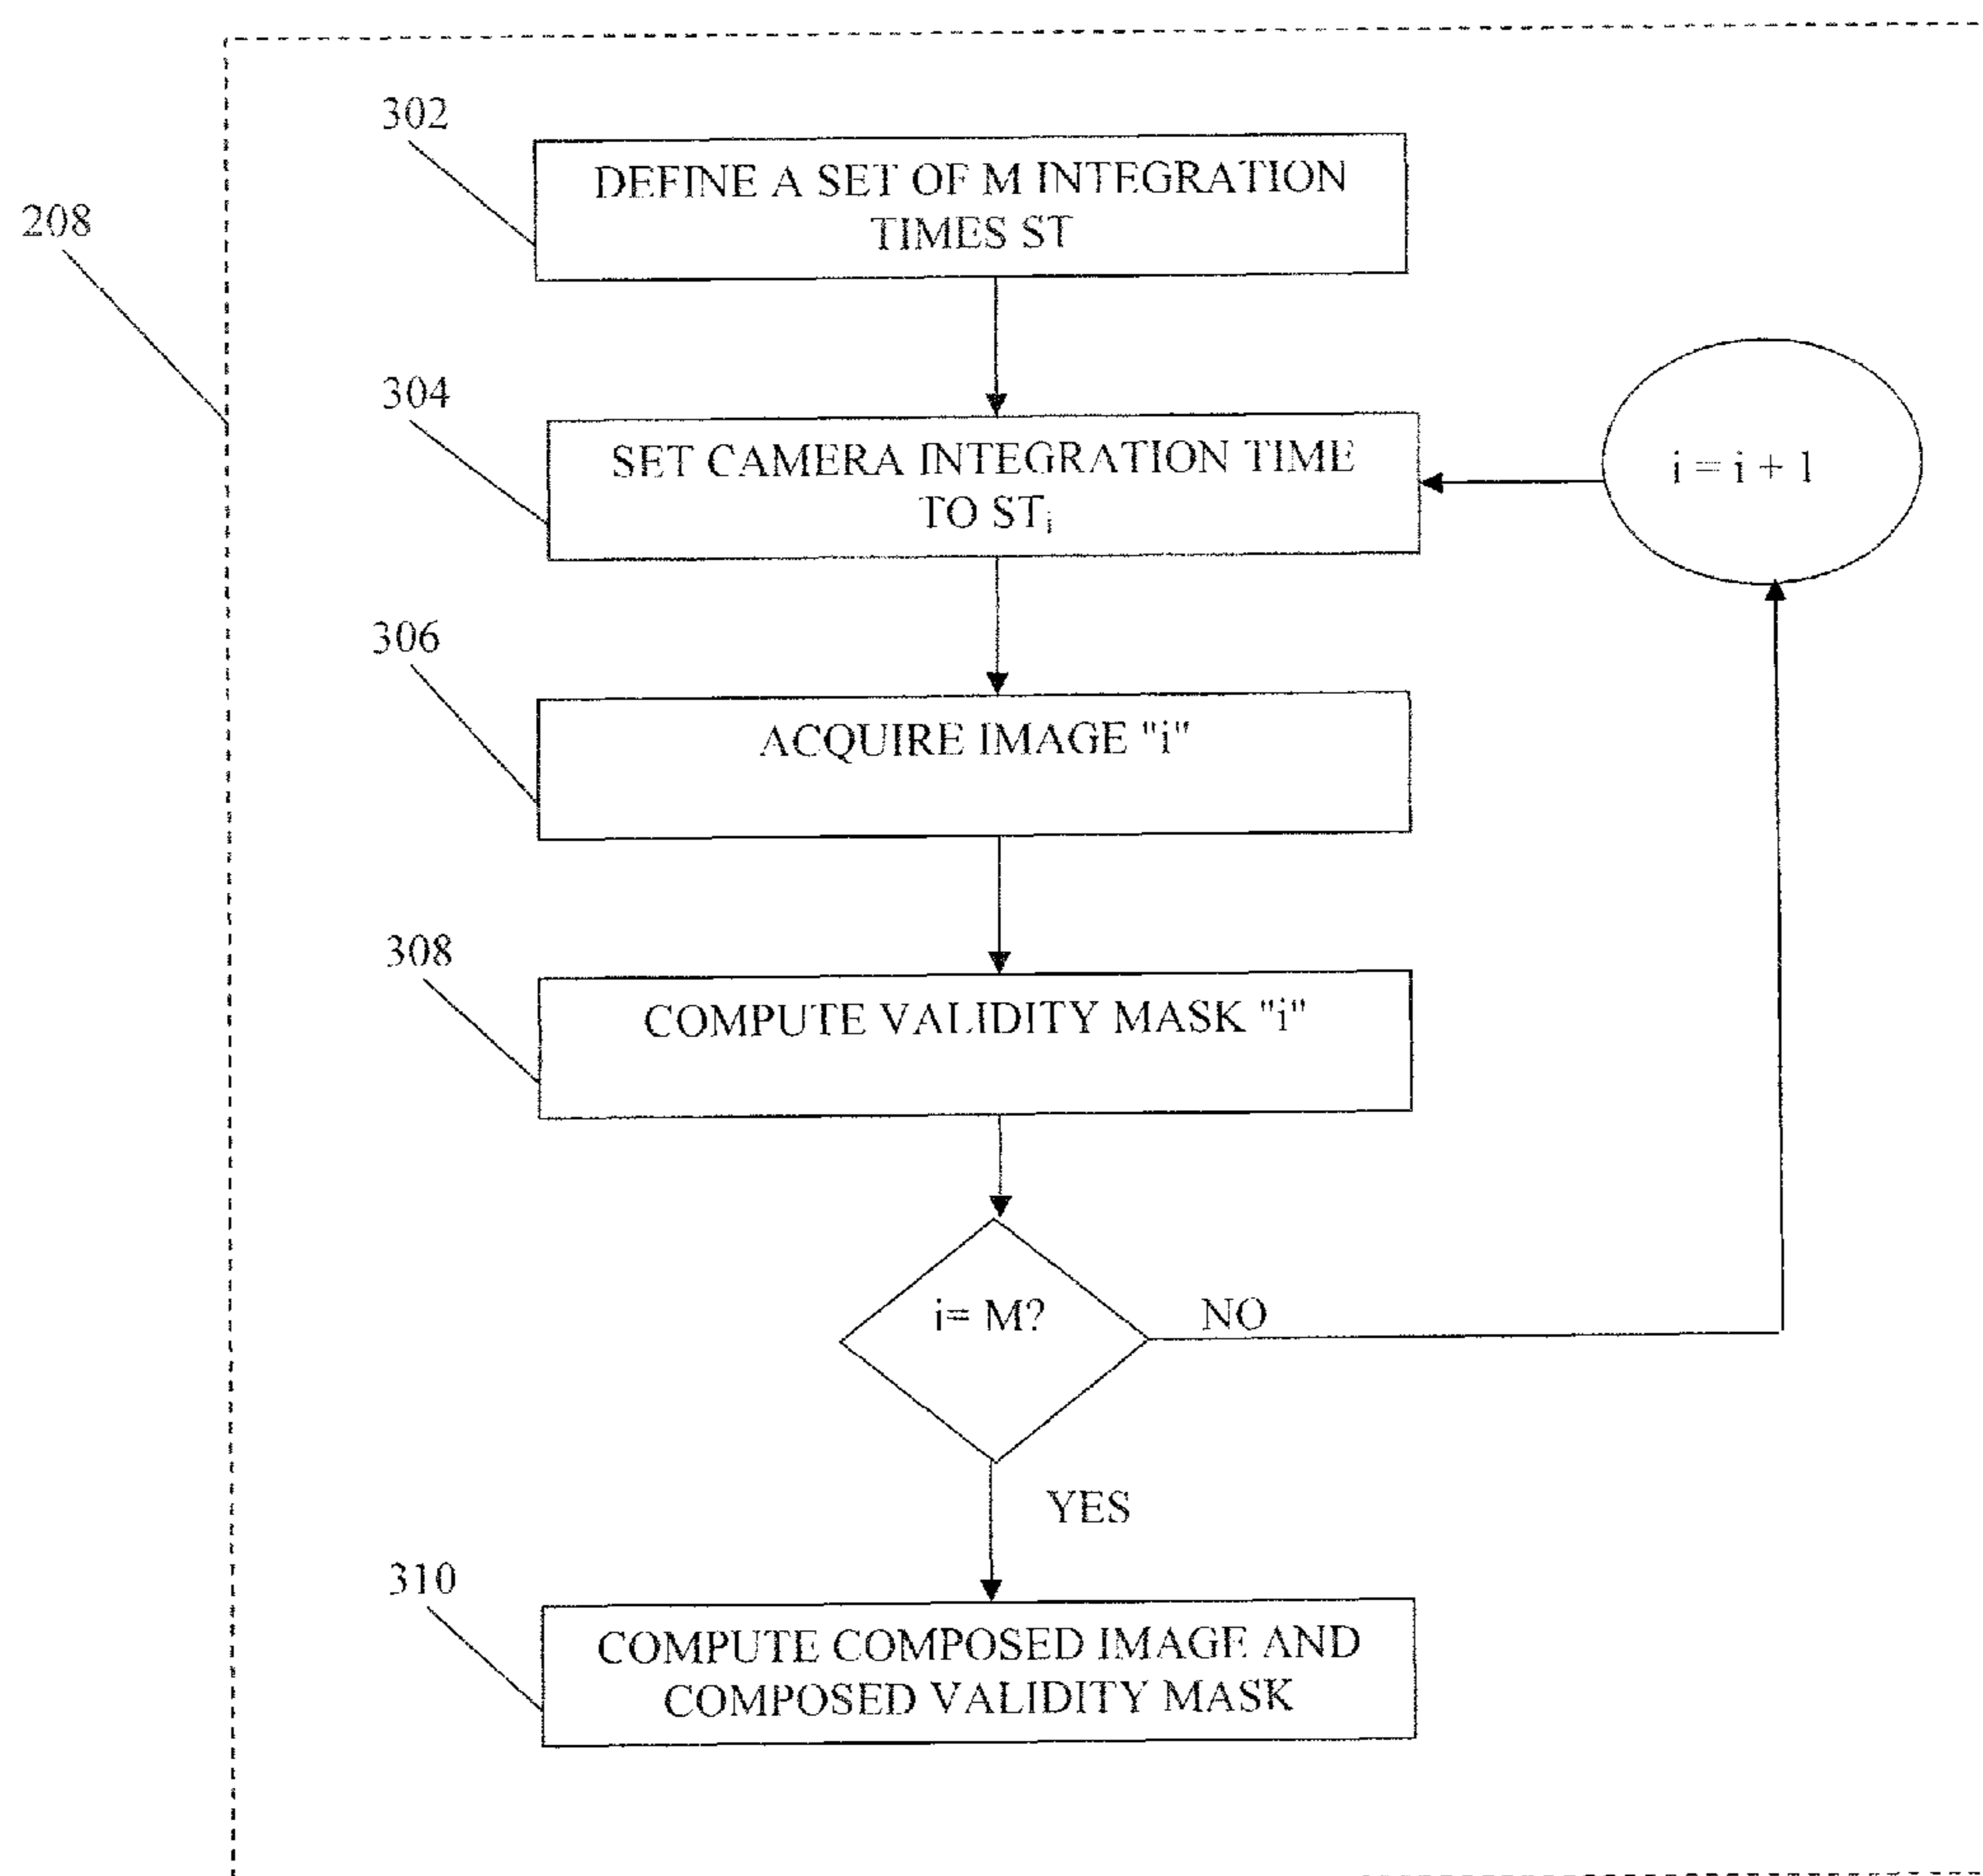 302
DEFINE A SET OF M INTEGRATION
TIMES ST
208
304
SET CAMERA INTEGRATION TIME
TO STi
i = i + 1
306
ACQUIRE IMAGE "i"
308
COMPUTE VALIDITY MASK "i"
i= M?
NO
YES
310
COMPUTE COMPOSED IMAGE AND
COMPOSED VALIDITY MASK